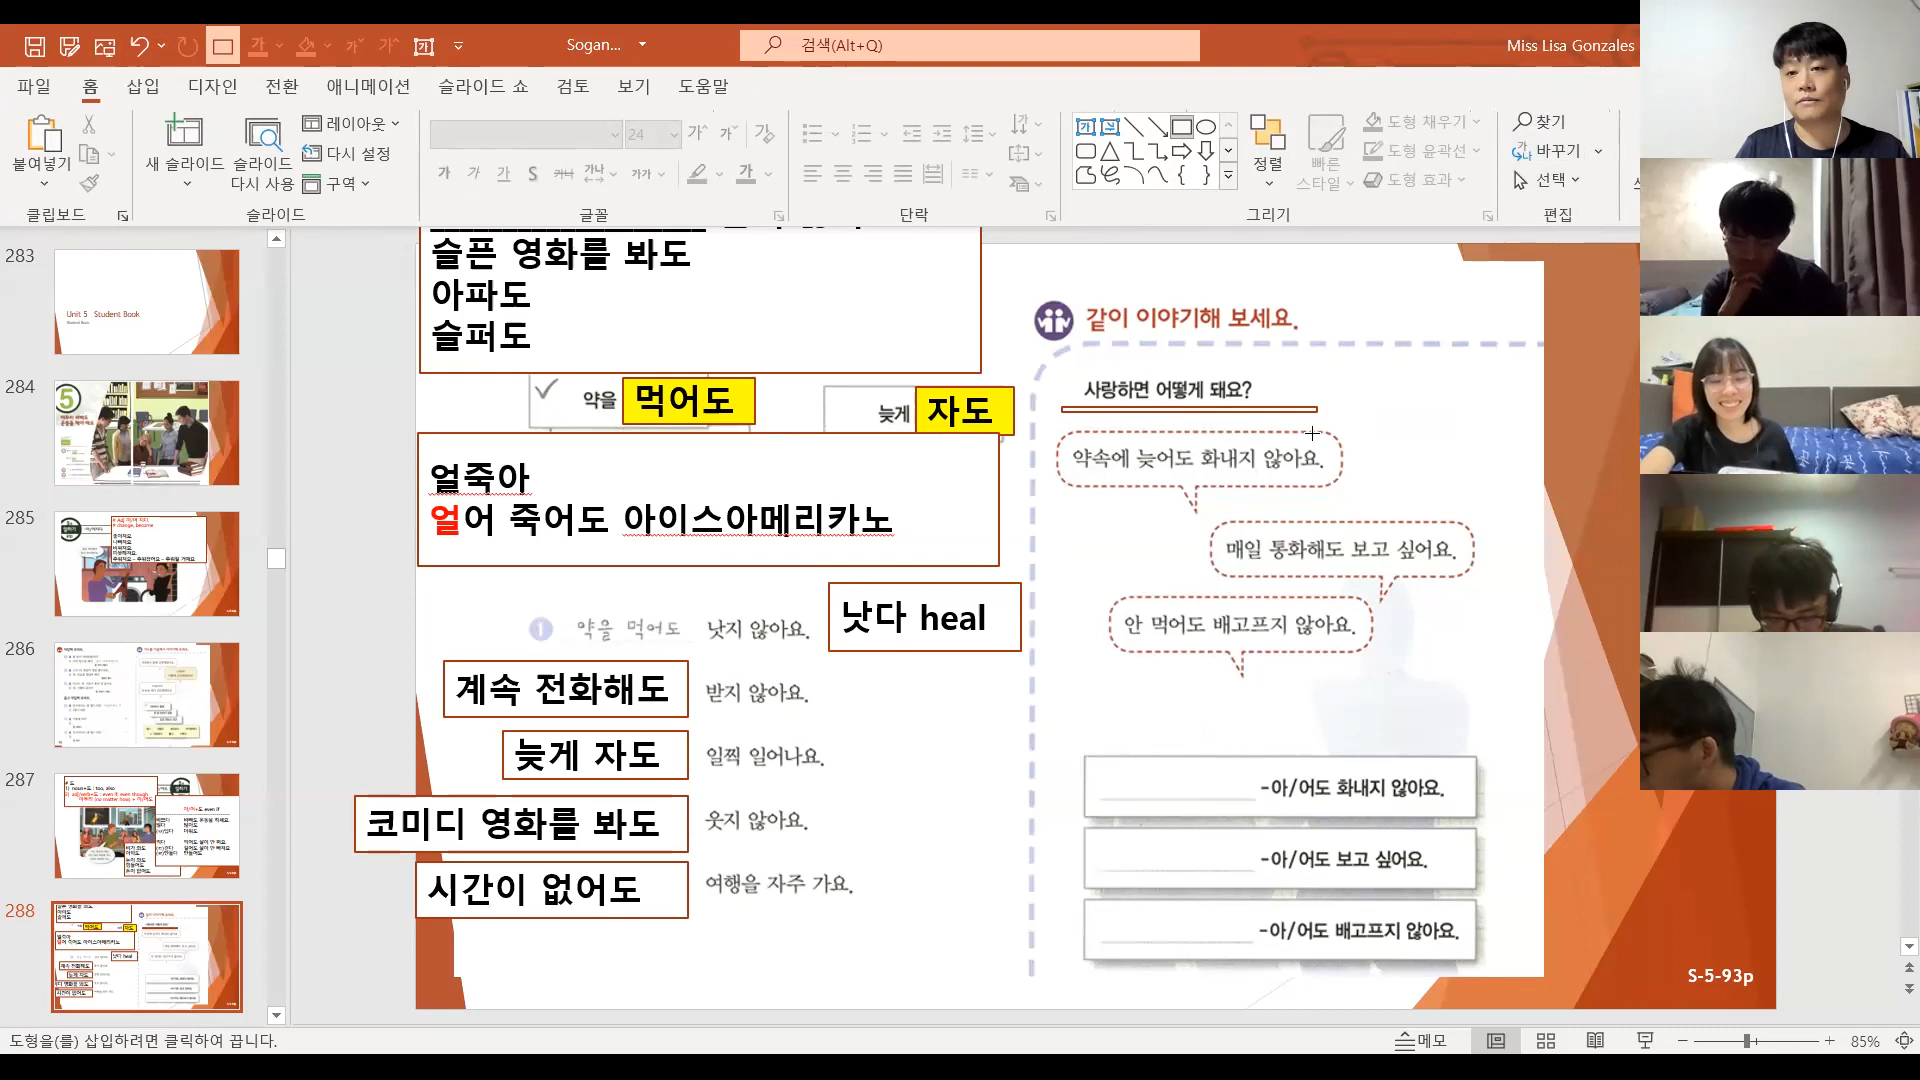 Sogan...
검색(Alt+Q)
Miss Lisa Gonzales
파일 홈 삽입 디자인 전환 애니메이션 슬라이드 쇼 검토 보기 도움말
붙여넣기
새 슬라이드
슬라이드 다시 사용
레이아웃
다시 설정
구역
24
정렬
빠른 스타일
도형 채우기
도형 윤곽선
도형 효과
찾기
바꾸기
선택
클립보드 슬라이드 글꼴 단락 그리기 편집
283
Unit 5 Student Book
284
5
285
286
287
288
슬픈 영화를 봐도
아파도
슬퍼도
약을 먹어도
늦게 자도
얼죽아
얼어 죽어도 아이스아메리카노
낫다 heal
1 약을 먹어도 낫지 않아요.
계속 전화해도 받지 않아요.
늦게 자도 일찍 일어나요.
코미디 영화를 봐도 웃지 않아요.
시간이 없어도 여행을 자주 가요.
같이 이야기해 보세요.
사랑하면 어떻게 돼요?
약속에 늦어도 화내지 않아요.
매일 통화해도 보고 싶어요.
안 먹어도 배고프지 않아요.
-아/어도 화내지 않아요.
-아/어도 보고 싶어요.
-아/어도 배고프지 않아요.
S-5-93p
도형을(를) 삽입하려면 클릭하여 끕니다.
메모
85%